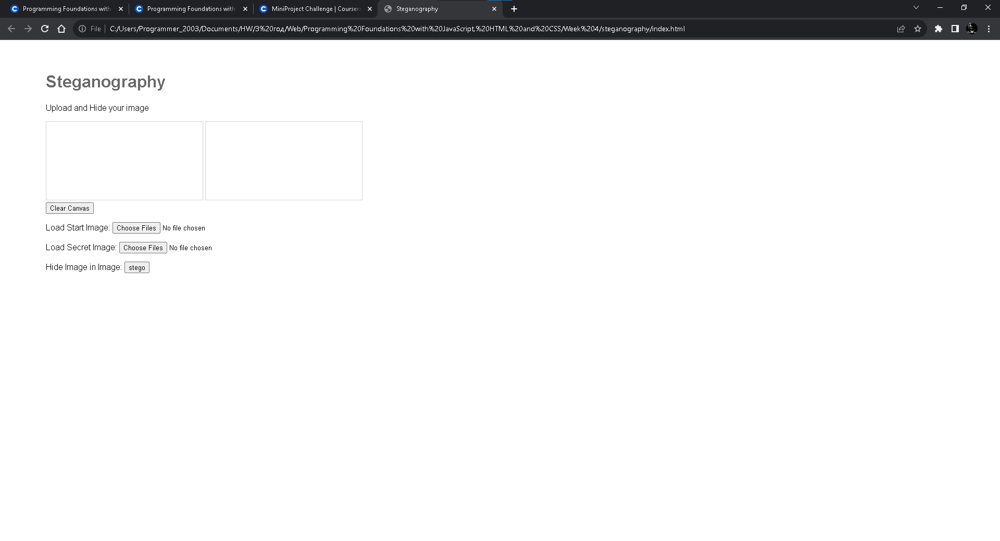 Programming Foundations with
Programming Foundations with
MiniProject Challenge | Coursera
Steganography
File
C:/Users/Programmer_2003/Documents/HW/3%20год/Web/Programming%20Foundations%20with%20JavaScript,%20HTML%20and%20CSS/Week%204/steganography/index.html
Steganography
Upload and Hide your image
Clear Canvas
Load Start Image: Choose Files No file chosen
Load Secret Image: Choose Files No file chosen
Hide Image in Image: stego